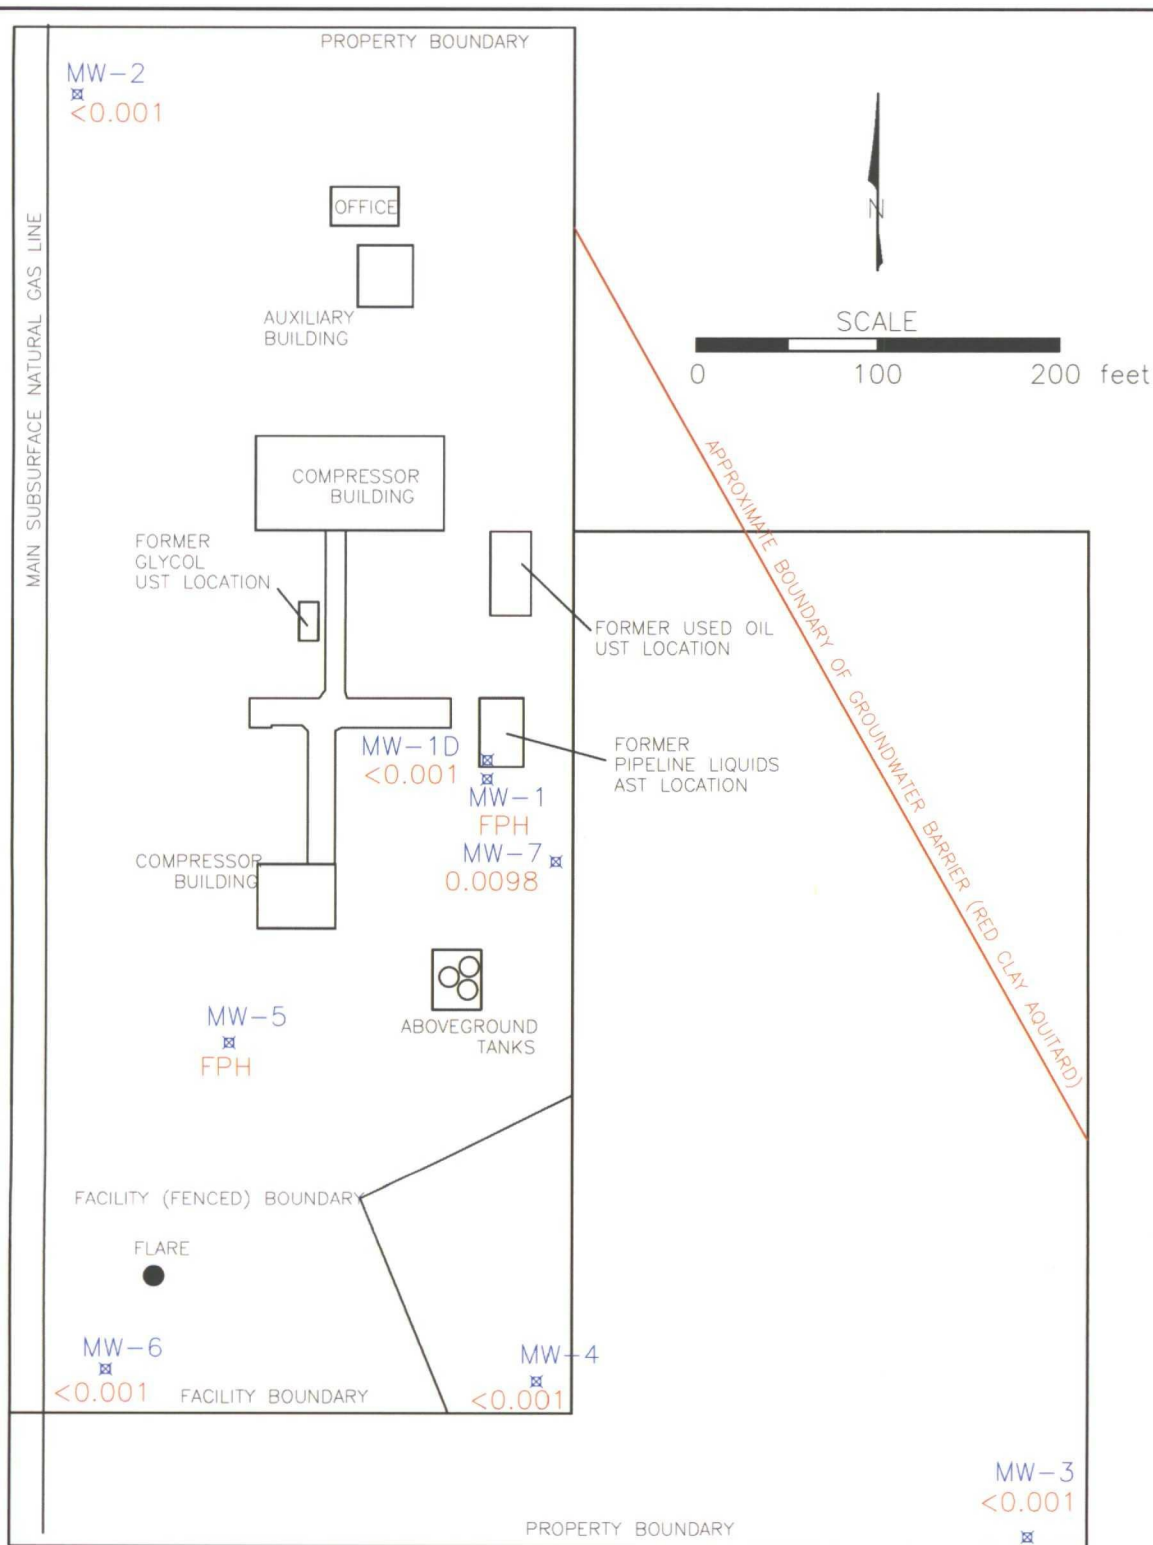 PROPERTY BOUNDARY
MW-2
<0.001
N
OFFICE
MAIN SUBSURFACE NATURAL GAS LINE
AUXILIARY
BUILDING
SCALE
0 100 200 feet
COMPRESSOR
BUILDING
APPROXIMATE BOUNDARY OF GROUNDWATER BARRIER (RED CLAY AQUITARD)
FORMER
GLYCOL
UST LOCATION
FORMER USED OIL
UST LOCATION
MW-1D
<0.001
FORMER
PIPELINE LIQUIDS
AST LOCATION
MW-1
FPH
MW-7
0.0098
COMPRESSOR
BUILDING
MW-5
FPH
ABOVEGROUND
TANKS
FACILITY (FENCED) BOUNDARY
FLARE
MW-6
<0.001
FACILITY BOUNDARY
MW-4
<0.001
MW-3
<0.001
PROPERTY BOUNDARY